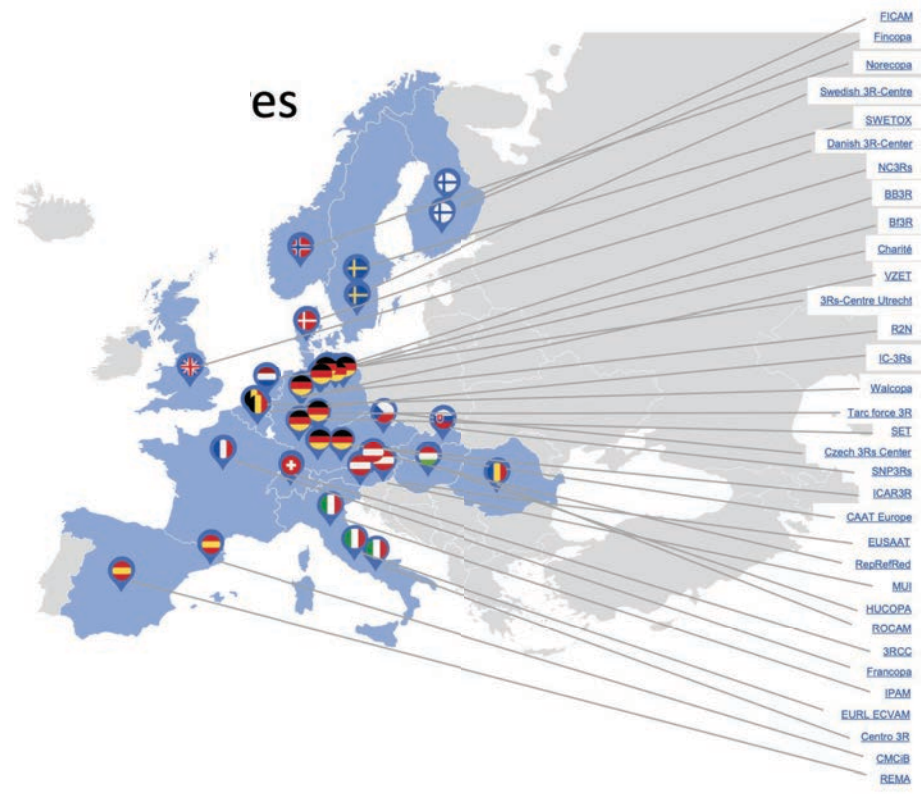 'es
FICAM
Fincopa
Norecopa
Swedish 3R-Centre
SWETOX
Danish 3R-Center
NC3Rs
BB3R
Bf3R
Charité
VZET
3Rs-Centre Utrecht
R2N
IC-3Rs
Walcopa
Tarc force 3R
SET
Czech 3Rs Center
SNP3Rs
ICAR3R
CAAT Europe
EUSAAT
RepRefRed
MUI
HUCOPA
ROCAM
3RCC
Francopa
IPAM
EURL ECVAM
Centro 3R
CMCiB
REMA